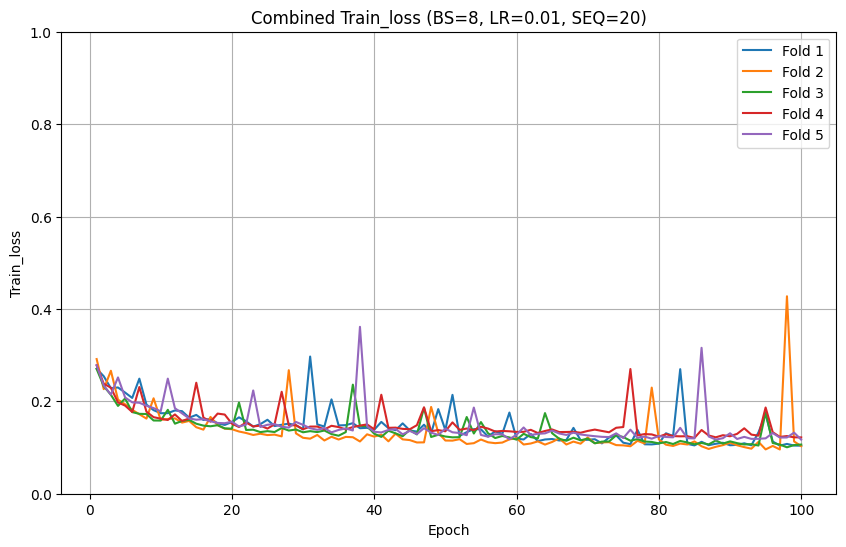 Combined Train_loss (BS=8, LR=0.01, SEQ=20)
Train_loss
1.0
0.8
0.6
0.4
0.2
0.0
Fold 1
Fold 2
Fold 3
Fold 4
Fold 5
0 20 40 60 80 100
Epoch